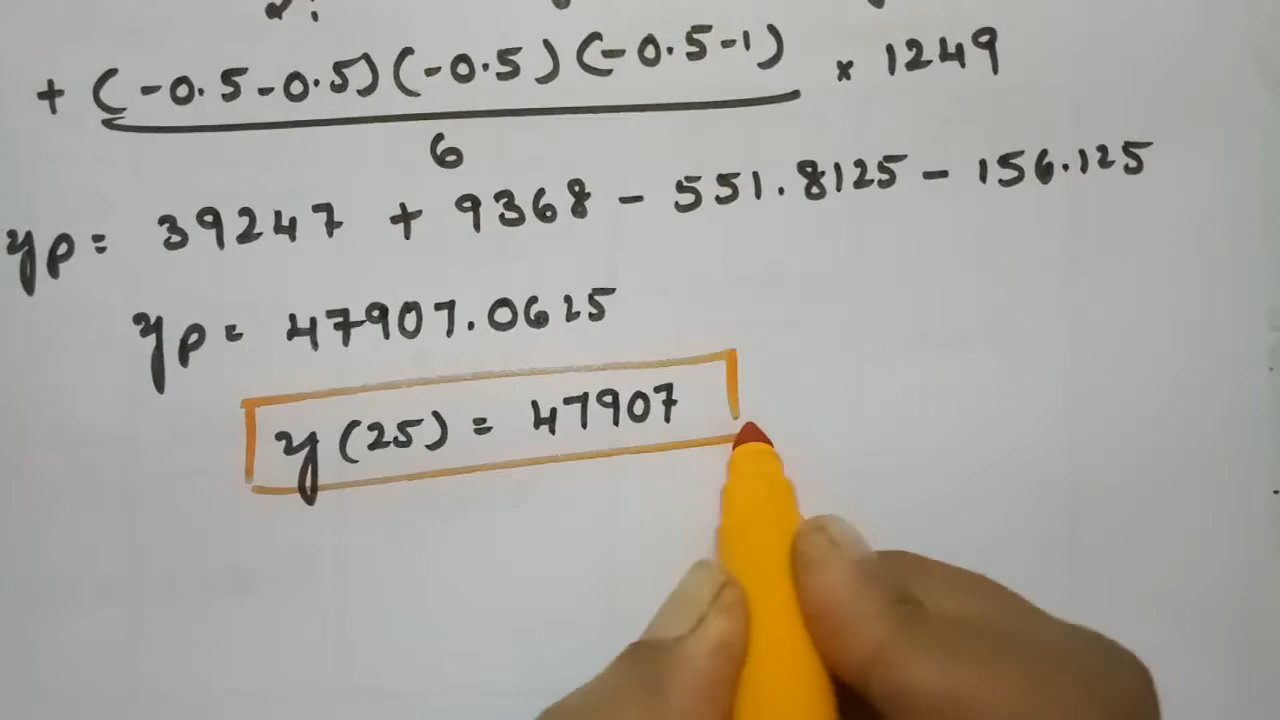 + (-0.5-0.5)(-0.5)(-0.5-1) × 1249
6
yp= 39247 + 9368 - 551.8125 - 156.125
yp= 47907.0625
y(25) = 47907